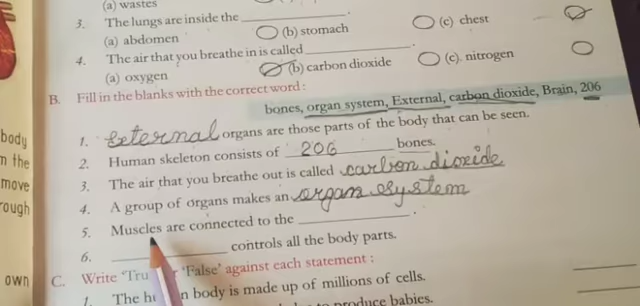 (a) wastes
3. The lungs are inside the
(a) abdomen (b) stomach (c) chest
4. The air that you breathe in is called
(a) oxygen (b) carbon dioxide (c) nitrogen
B. Fill in the blanks with the correct word:
bones, organ system, External, carbon dioxide, Brain, 206
1. External organs are those parts of the body that can be seen.
2. Human skeleton consists of 206 bones.
3. The air that you breathe out is called carbon dioxide
4. A group of organs makes an organ system
5. Muscles are connected to the
6. controls all the body parts.
C. Write 'Tru 'False' against each statement:
1. The h n body is made up of millions of cells.
produce babies.
body
n the
move
rough
own